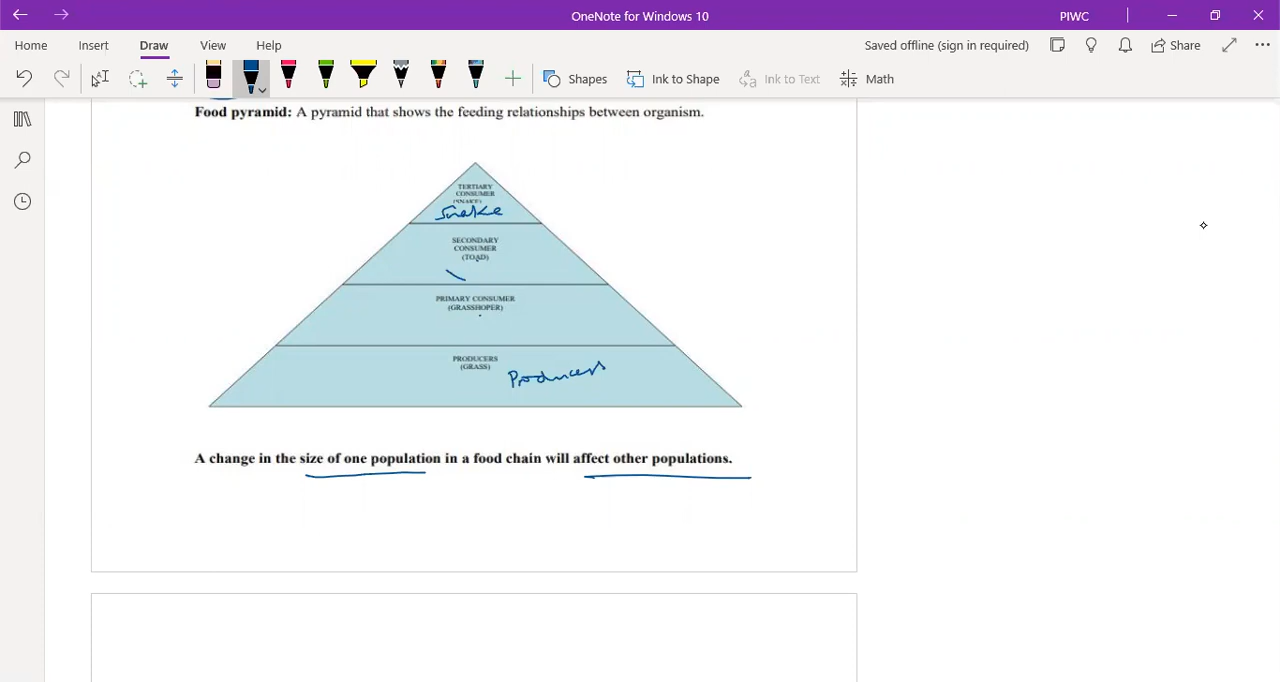 OneNote for Windows 10
PIWC
Home Insert Draw View Help
Saved offline (sign in required)
Share
Shapes
Ink to Shape
Ink to Text
Math
Food pyramid: A pyramid that shows the feeding relationships between organism.
TERTIARY
CONSUMER
(SNAKE)
Snake
SECONDARY
CONSUMER
(TOAD)
PRIMARY CONSUMER
(GRASSHOPER)
PRODUCERS
(GRASS)
Producers
A change in the size of one population in a food chain will affect other populations.